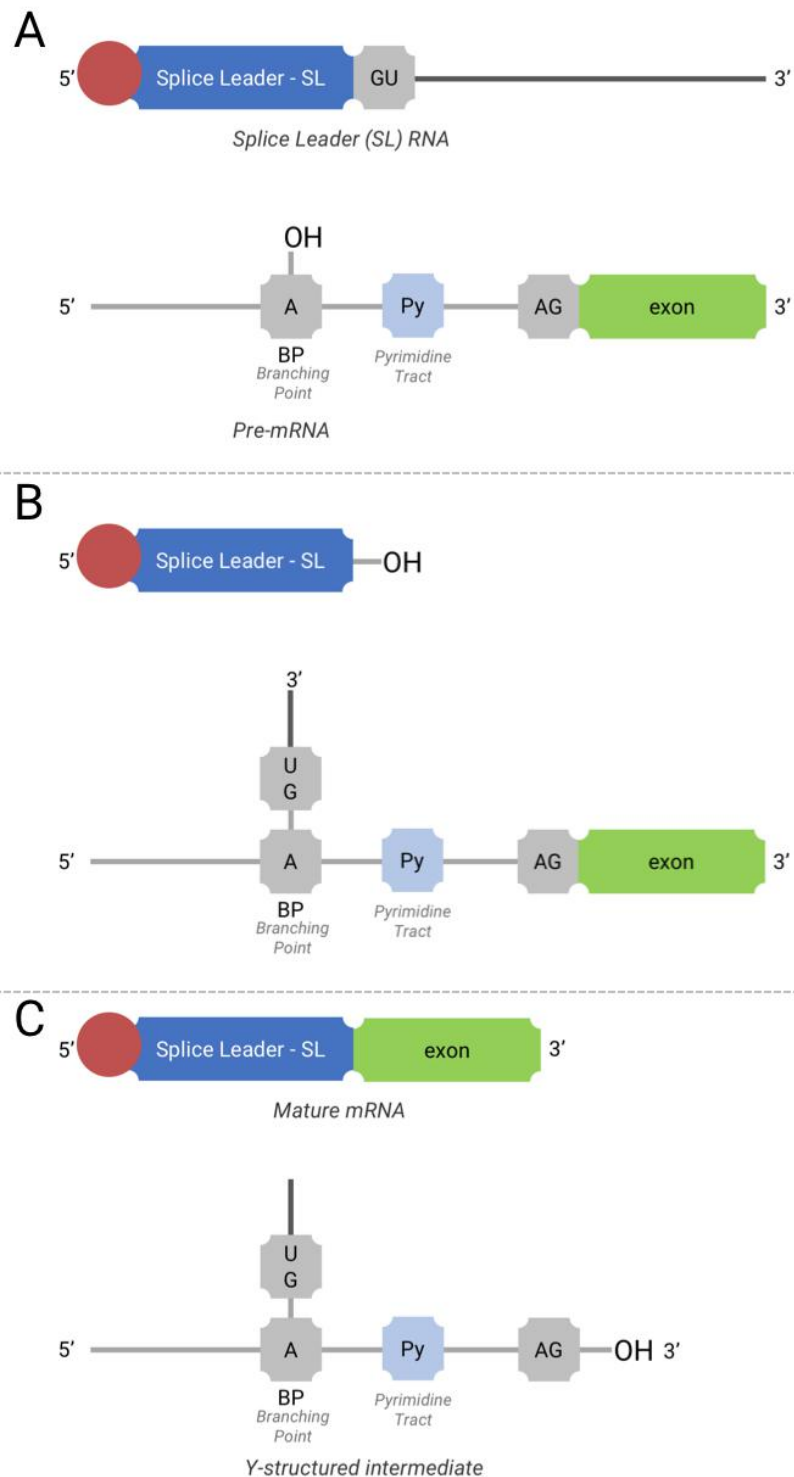 A
5’ Splice Leader - SL GU 3’
Splice Leader (SL) RNA
OH
5’ A Py AG exon 3’
BP
Branching
Point
Pyrimidine
Tract
Pre-mRNA
B
5’ Splice Leader - SL OH
3’
U
G
5’ A Py AG exon 3’
BP
Branching
Point
Pyrimidine
Tract
C
5’ Splice Leader - SL exon 3’
Mature mRNA
U
G
5’ A Py AG OH 3’
BP
Branching
Point
Pyrimidine
Tract
Y-structured intermediate